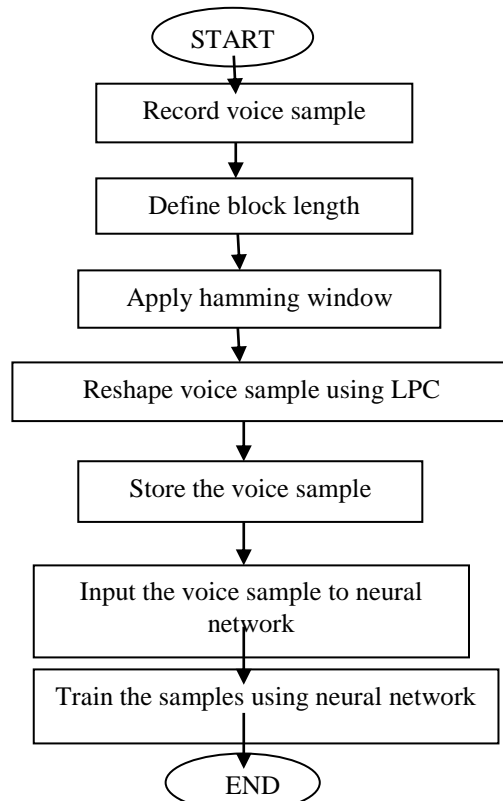 START
Record voice sample
Define block length
Apply hamming window
Reshape voice sample using LPC
Store the voice sample
Input the voice sample to neural
network
Train the samples using neural network
END